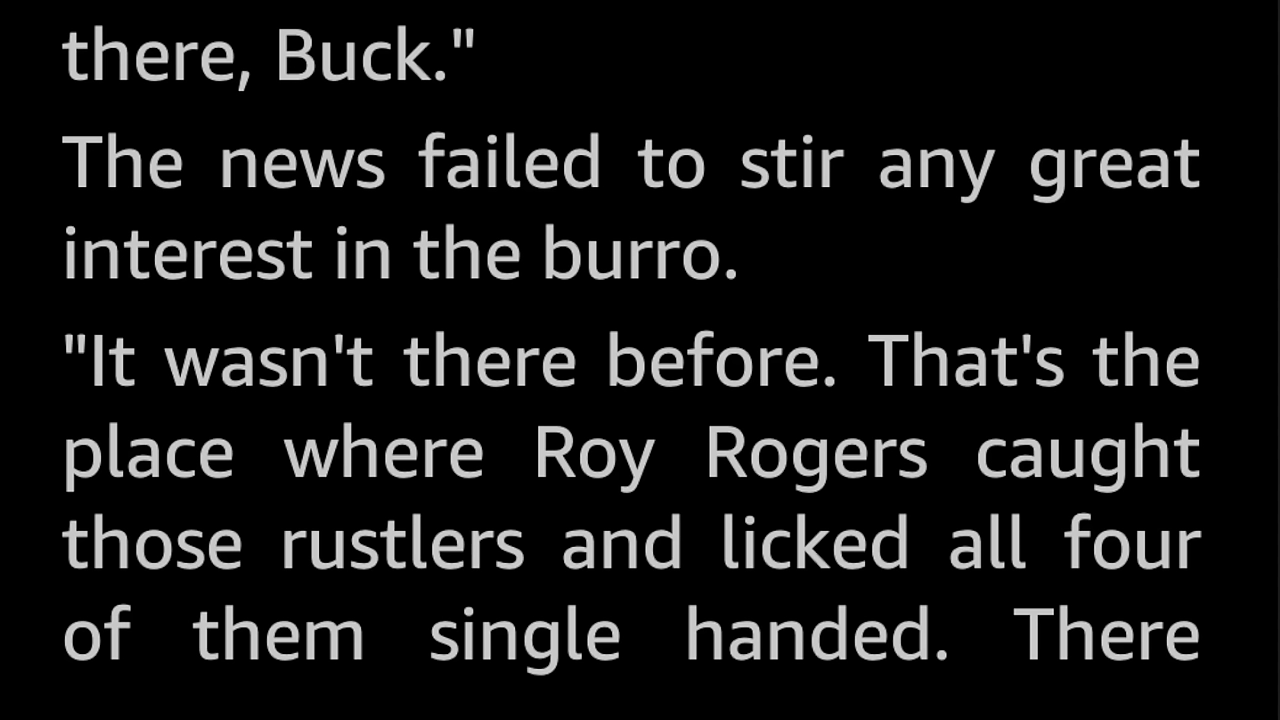 there, Buck."
The news failed to stir any great
interest in the burro.
"It wasn't there before. That's the
place where Roy Rogers caught
those rustlers and licked all four
of them single handed. There